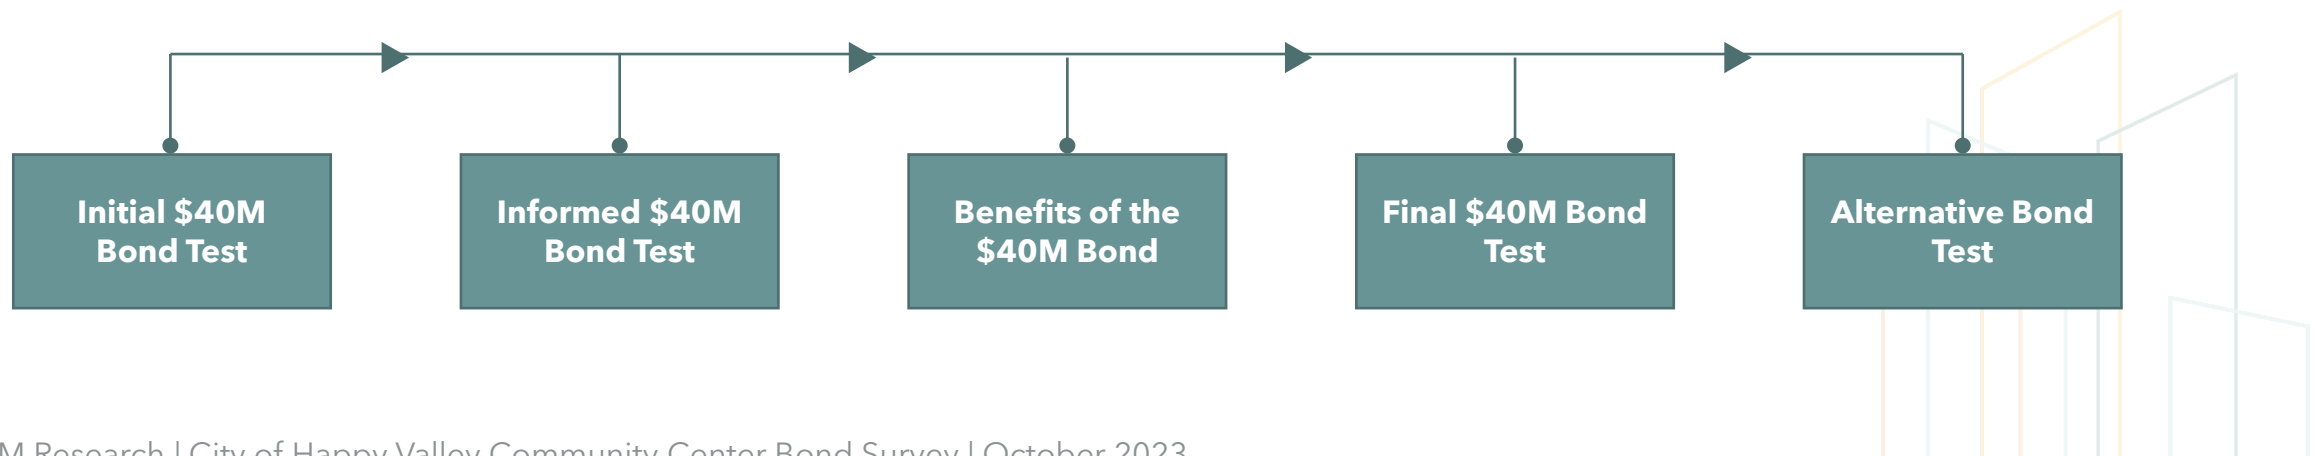 Initial $40M
Bond Test
Informed $40M
Bond Test
Benefits of the
$40M Bond
Final $40M Bond
Test
Alternative Bond
Test
M Research | City of Happy Valley Community Center Bond Survey | October 2023